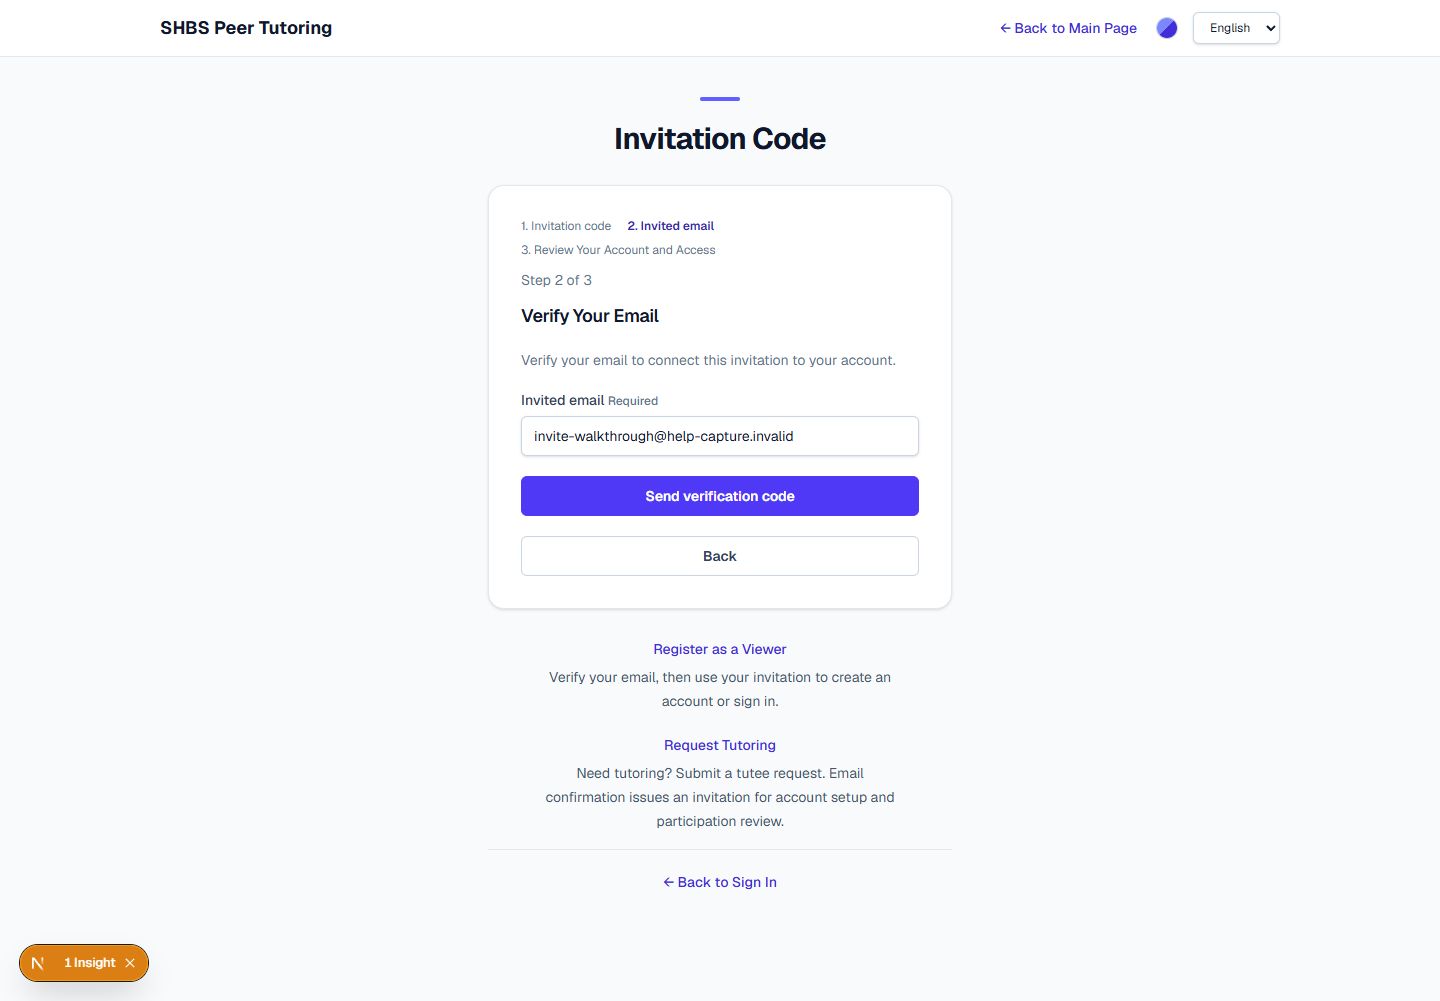 SHBS Peer Tutoring
← Back to Main Page
English
Invitation Code
1. Invitation code 2. Invited email
3. Review Your Account and Access
Step 2 of 3
Verify Your Email
Verify your email to connect this invitation to your account.
Invited email Required
invite-walkthrough@help-capture.invalid
Send verification code
Back
Register as a Viewer
Verify your email, then use your invitation to create an
account or sign in.
Request Tutoring
Need tutoring? Submit a tutee request. Email
confirmation issues an invitation for account setup and
participation review.
← Back to Sign In
N 1 Insight ×